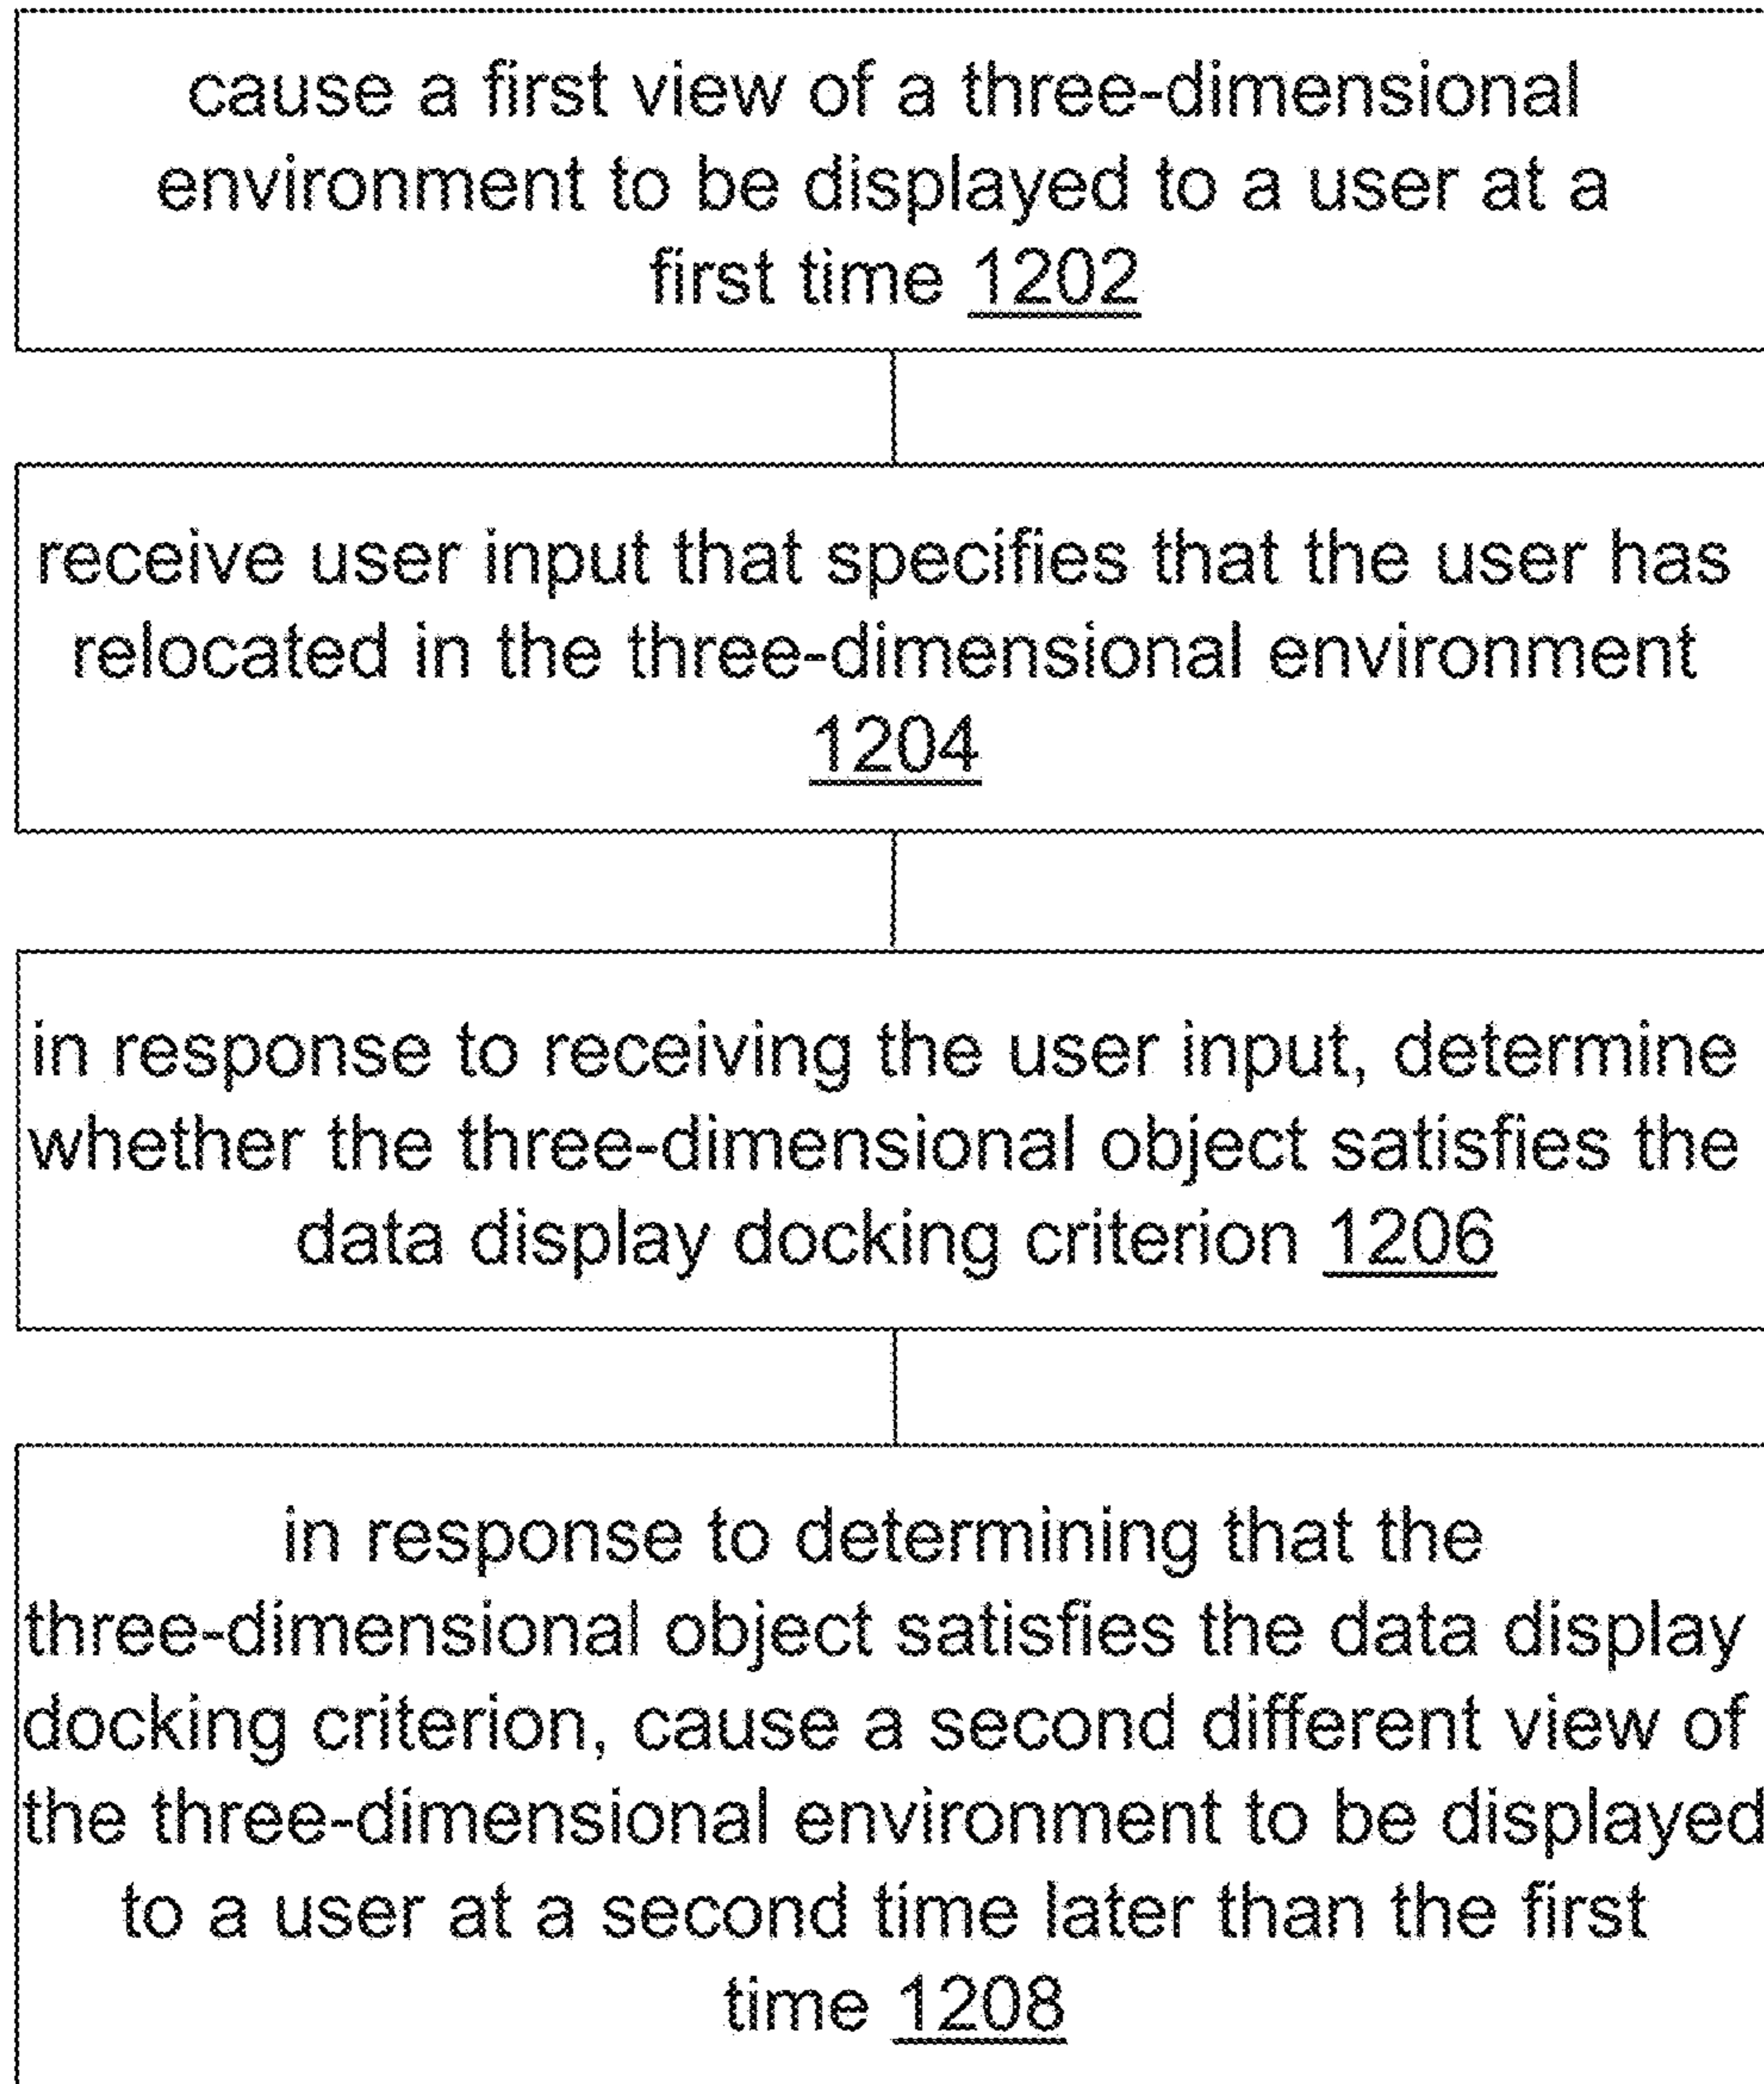 cause a first view of a three-dimensional
environment to be displayed to a user at a
first time 1202
receive user input that specifies that the user has
relocated in the three-dimensional environment
1204
in response to receiving the user input, determine
whether the three-dimensional object satisfies the
data display docking criterion 1206
in response to determining that the
three-dimensional object satisfies the data display
docking criterion, cause a second different view of
the three-dimensional environment to be displayed
to a user at a second time later than the first
time 1208